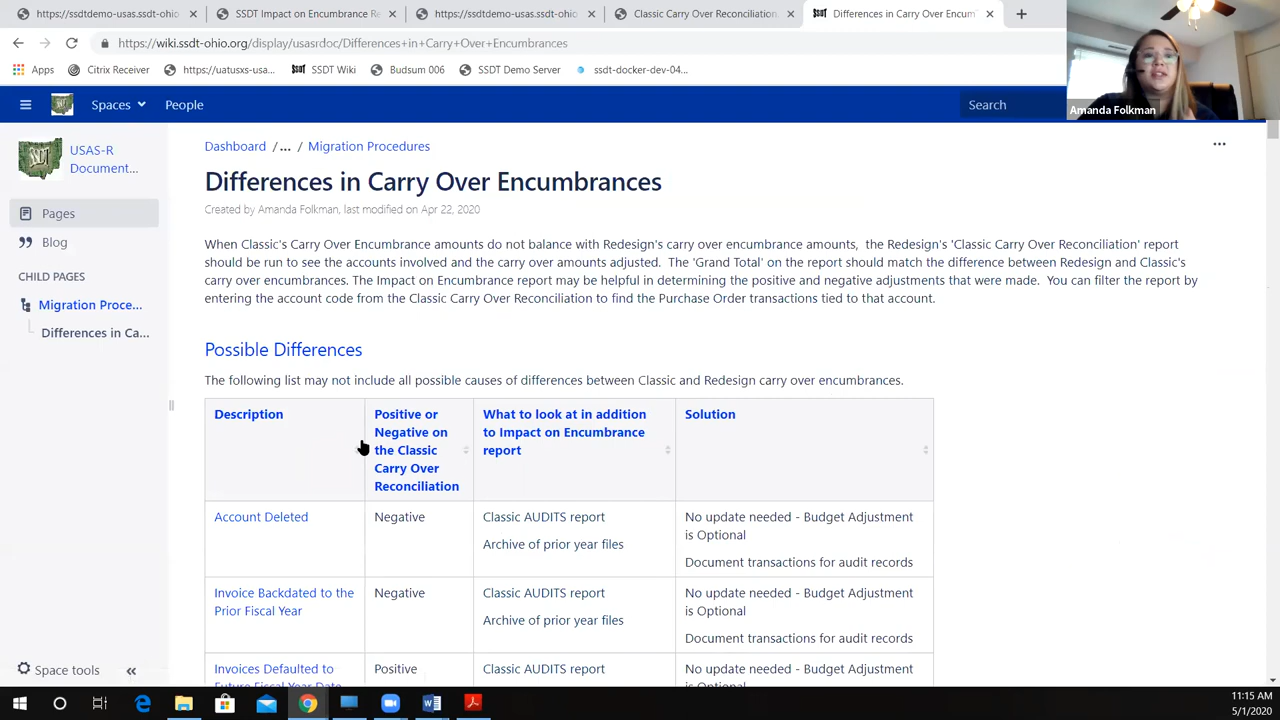 https://ssdtdemo-usas.ssdt-ohio
SSDT Impact on Encumbrance Re
https://ssdtdemo-usas.ssdt-ohio
Classic Carry Over Reconciliation.
SSDT
Differences in Carry Over Encum
https://wiki.ssdt-ohio.org/display/usasrdoc/Differences+in+Carry+Over+Encumbrances
Apps
Citrix Receiver
https://uatusxs-usa...
SSDT
SSDT Wiki
Budsum 006
SSDT Demo Server
ssdt-docker-dev-04...
Amanda Folkman
Spaces
People
Search
USAS-R
Document...
Pages
Blog
CHILD PAGES
Migration Proce...
Differences in Ca...
Space tools
Dashboard / ... / Migration Procedures
Differences in Carry Over Encumbrances
Created by Amanda Folkman, last modified on Apr 22, 2020
When Classic's Carry Over Encumbrance amounts do not balance with Redesign's carry over encumbrance amounts, the Redesign's 'Classic Carry Over Reconciliation' report
should be run to see the accounts involved and the carry over amounts adjusted. The 'Grand Total' on the report should match the difference between Redesign and Classic's
carry over encumbrances. The Impact on Encumbrance report may be helpful in determining the positive and negative adjustments that were made. You can filter the report by
entering the account code from the Classic Carry Over Reconciliation to find the Purchase Order transactions tied to that account.
Possible Differences
The following list may not include all possible causes of differences between Classic and Redesign carry over encumbrances.
Description
Positive or
Negative on
the Classic
Carry Over
Reconciliation
What to look at in addition
to Impact on Encumbrance
report
Solution
Account Deleted
Negative
Classic AUDITS report
Archive of prior year files
No update needed - Budget Adjustment
is Optional
Document transactions for audit records
Invoice Backdated to the
Prior Fiscal Year
Negative
Classic AUDITS report
Archive of prior year files
No update needed - Budget Adjustment
is Optional
Document transactions for audit records
Invoices Defaulted to
Future Fiscal Year Date
Positive
Classic AUDITS report
No update needed - Budget Adjustment
is Optional
11:15 AM
5/1/2020